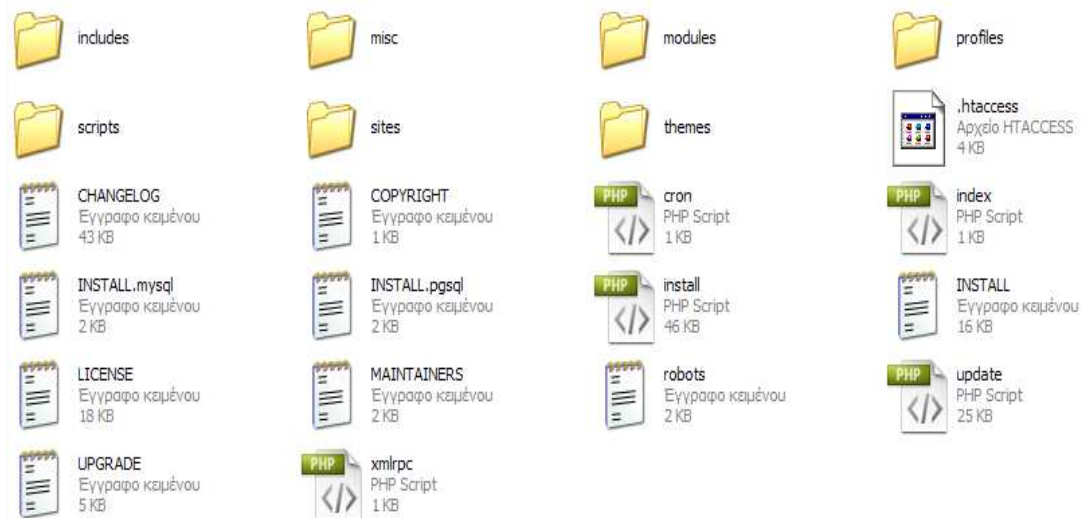 includes
misc
modules
profiles
scripts
sites
themes
.htaccess
Αρχείο HTACCESS
4 KB
CHANGELOG
Έγγραφο κειμένου
43 KB
COPYRIGHT
Έγγραφο κειμένου
1 KB
PHP
cron
PHP Script
1 KB
PHP
index
PHP Script
1 KB
INSTALL.mysql
Έγγραφο κειμένου
2 KB
INSTALL.pgsql
Έγγραφο κειμένου
2 KB
PHP
install
PHP Script
46 KB
INSTALL
Έγγραφο κειμένου
16 KB
LICENSE
Έγγραφο κειμένου
18 KB
MAINTAINERS
Έγγραφο κειμένου
2 KB
robots
Έγγραφο κειμένου
2 KB
PHP
update
PHP Script
25 KB
UPGRADE
Έγγραφο κειμένου
5 KB
PHP
xmlrpc
PHP Script
1 KB